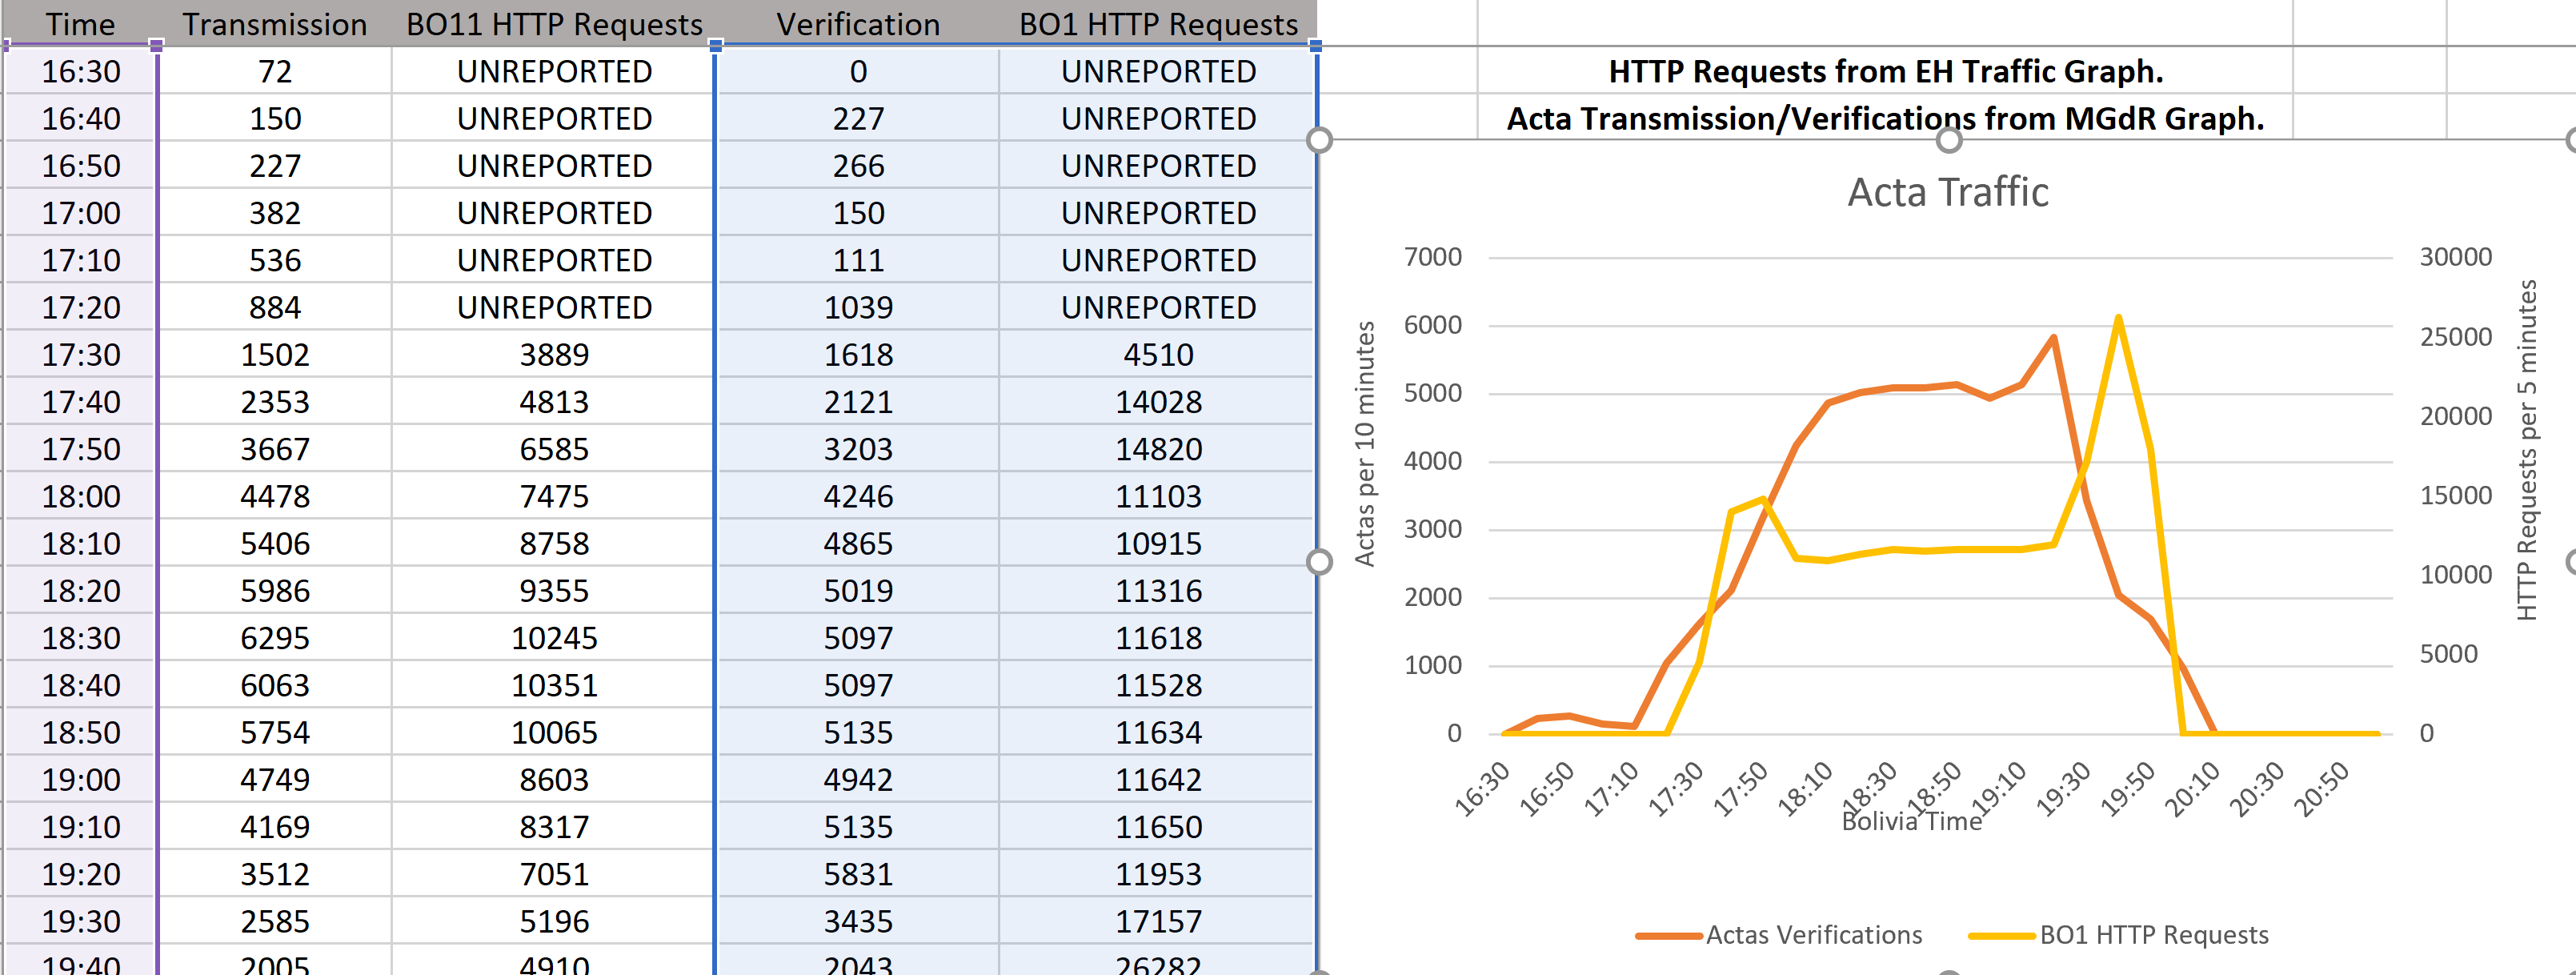 Time Transmission BO11 HTTP Requests Verification BO1 HTTP Requests
16:30 72 UNREPORTED 0 UNREPORTED
16:40 150 UNREPORTED 227 UNREPORTED
16:50 227 UNREPORTED 266 UNREPORTED
17:00 382 UNREPORTED 150 UNREPORTED
17:10 536 UNREPORTED 111 UNREPORTED
17:20 884 UNREPORTED 1039 UNREPORTED
17:30 1502 3889 1618 4510
17:40 2353 4813 2121 14028
17:50 3667 6585 3203 14820
18:00 4478 7475 4246 11103
18:10 5406 8758 4865 10915
18:20 5986 9355 5019 11316
18:30 6295 10245 5097 11618
18:40 6063 10351 5097 11528
18:50 5754 10065 5135 11634
19:00 4749 8603 4942 11642
19:10 4169 8317 5135 11650
19:20 3512 7051 5831 11953
19:30 2585 5196 3435 17157
19:40 2005 4910 2043 26282
HTTP Requests from EH Traffic Graph.
Acta Transmission/Verifications from MGdR Graph.
Acta Traffic
Actas per 10 minutes
7000
6000
5000
4000
3000
2000
1000
0
30000
25000
20000
15000
10000
5000
0
HTTP Requests per 5 minutes
16:30 16:50 17:10 17:30 17:50 18:10 18:30 18:50 19:10 19:30 19:50 20:10 20:30 20:50
Bolivia Time
Actas Verifications BO1 HTTP Requests